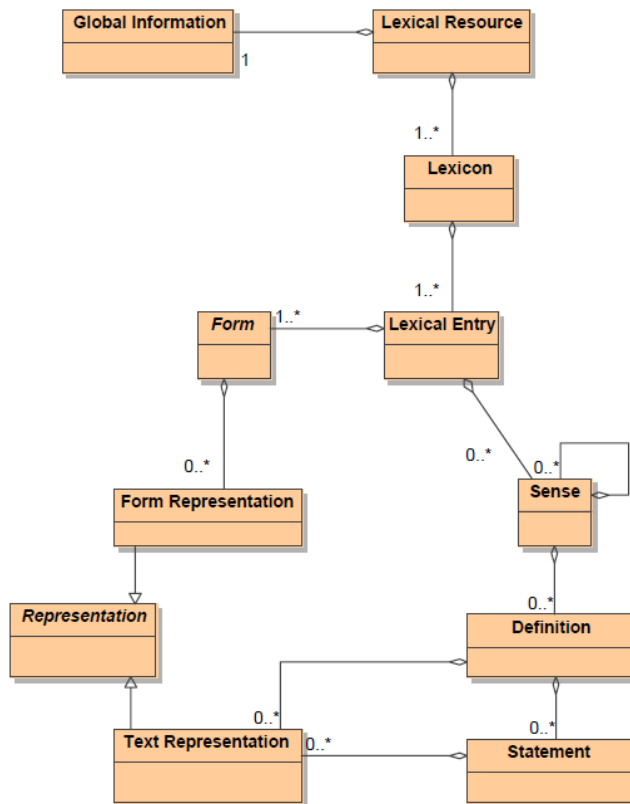 Global Information
Lexical Resource
1
1..*
Lexicon
1..*
Form
1..*
Lexical Entry
0..*
0..*
0..*
Form Representation
Sense
Representation
0..*
Definition
0..*
0..*
0..*
Text Representation
Statement